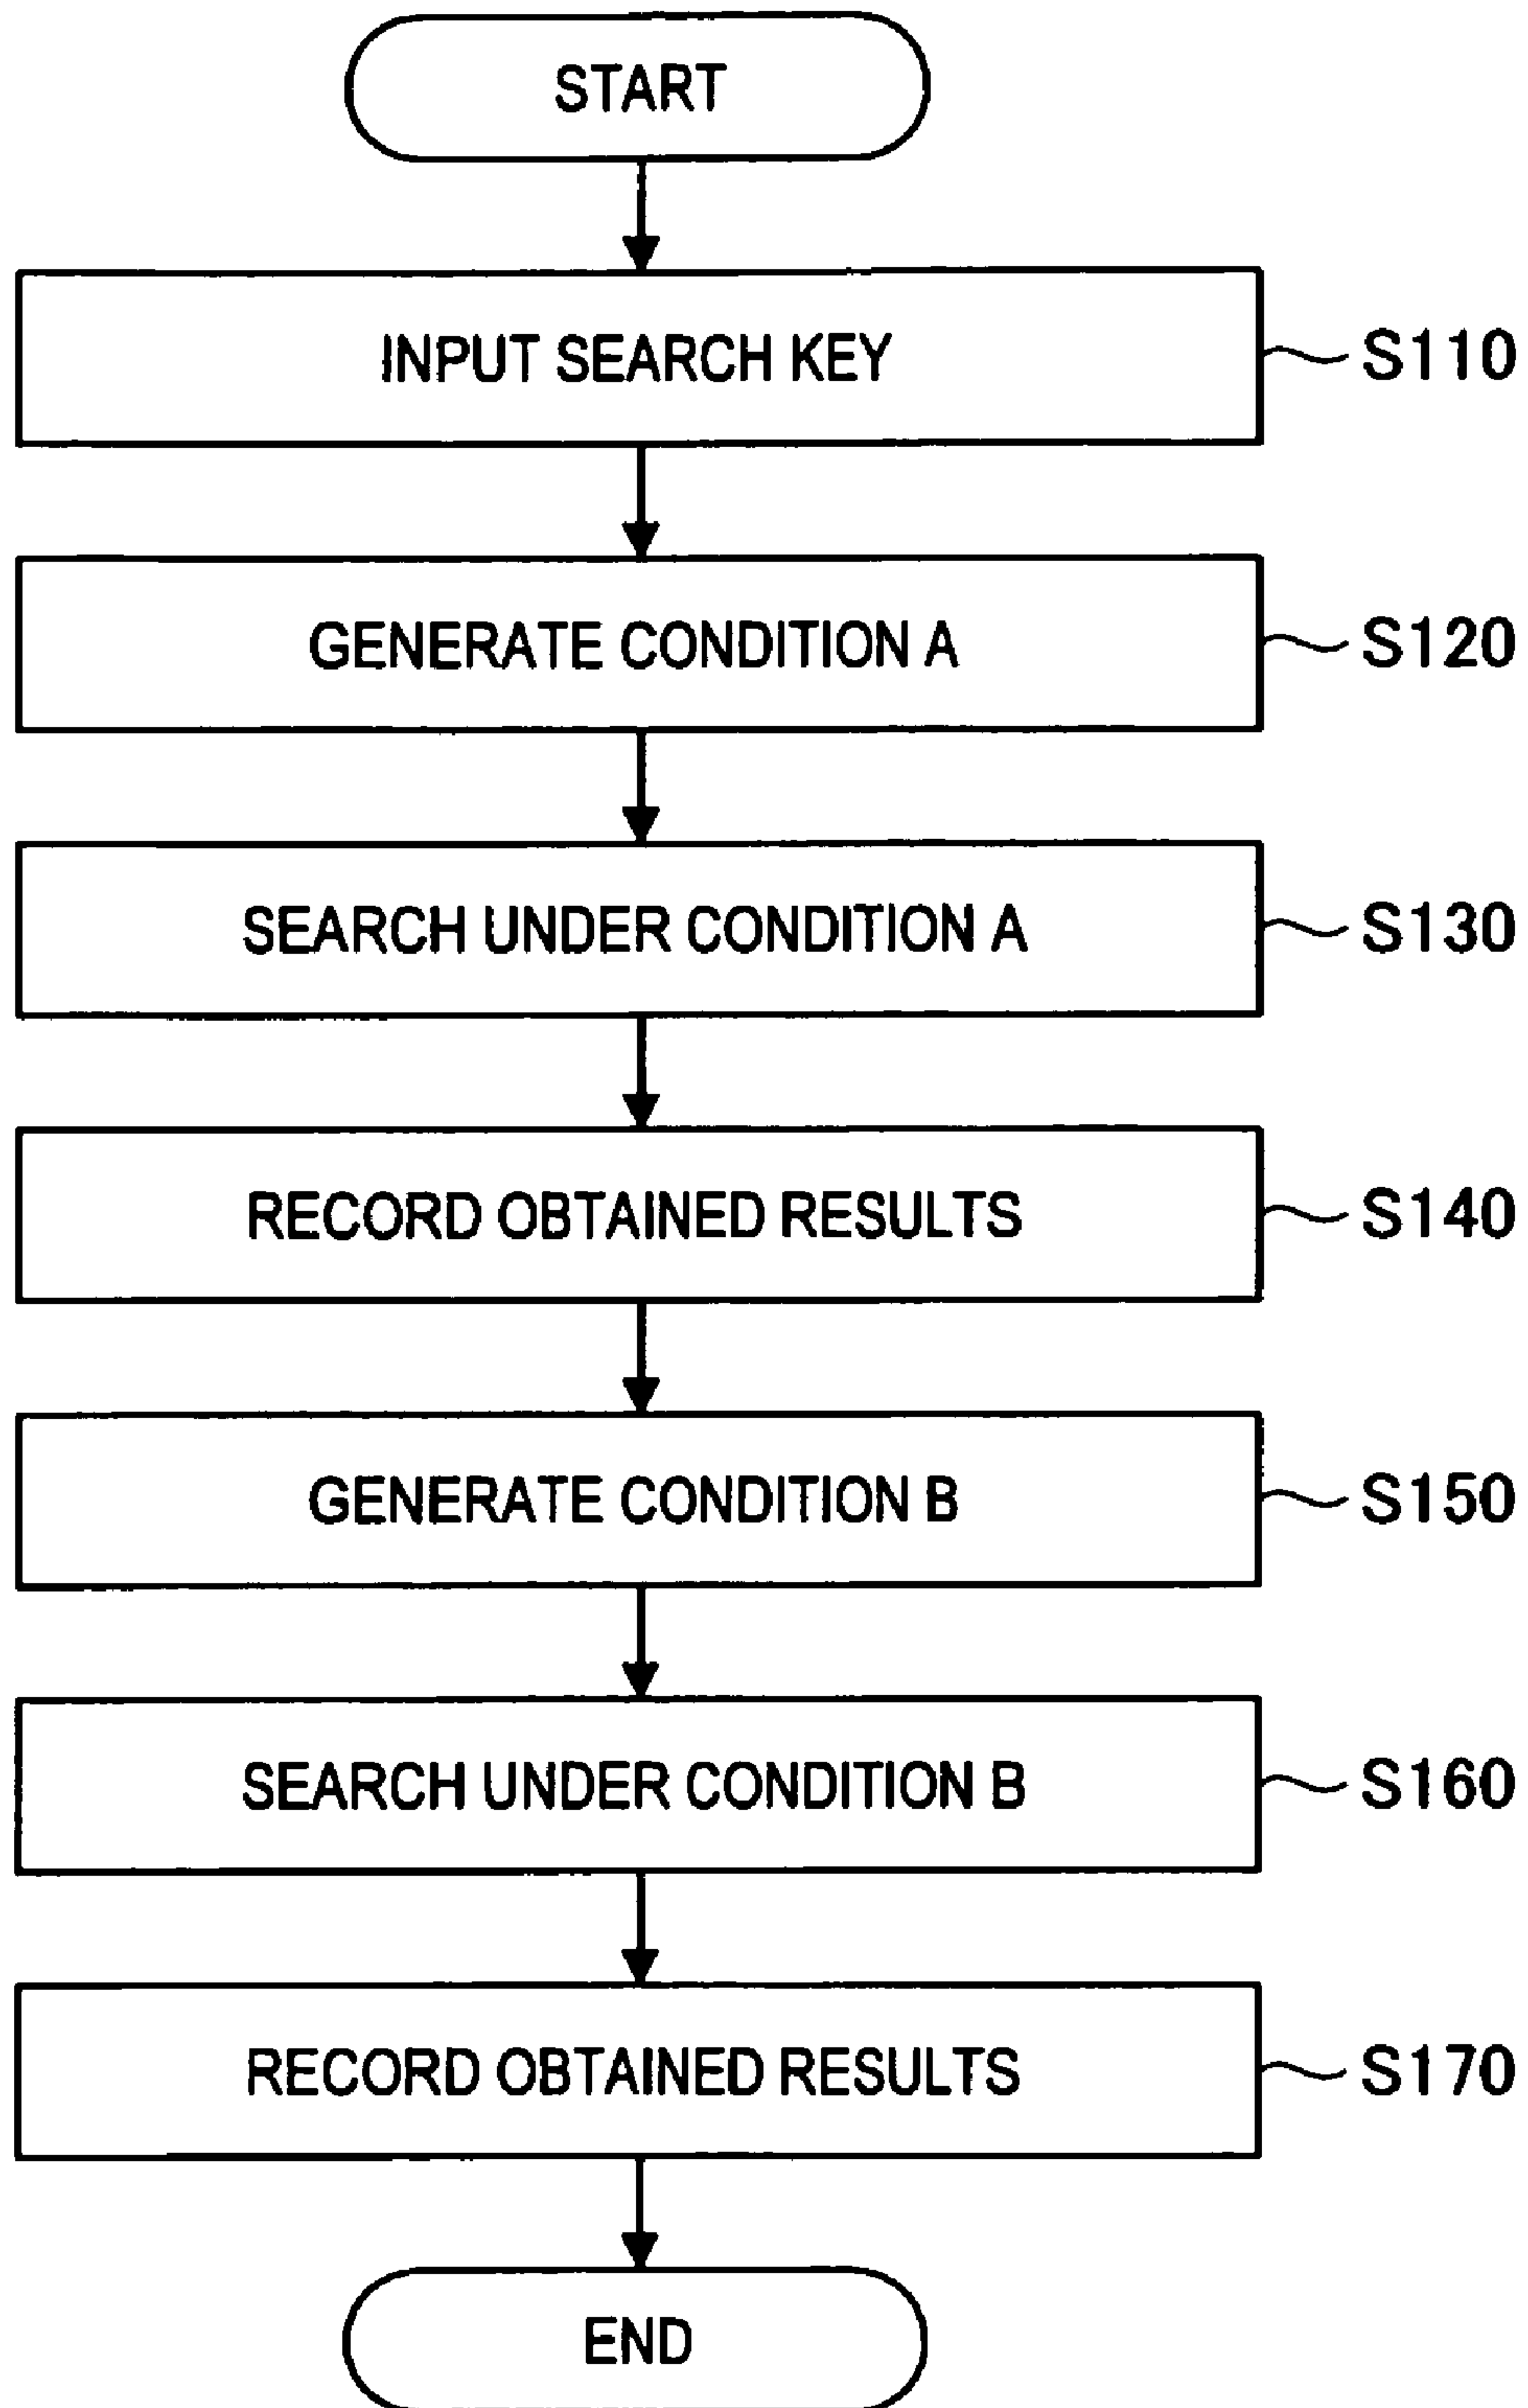 START
INPUT SEARCH KEY
S110
GENERATE CONDITION A
S120
SEARCH UNDER CONDITION A
S130
RECORD OBTAINED RESULTS
S140
GENERATE CONDITION B
S150
SEARCH UNDER CONDITION B
S160
RECORD OBTAINED RESULTS
S170
END